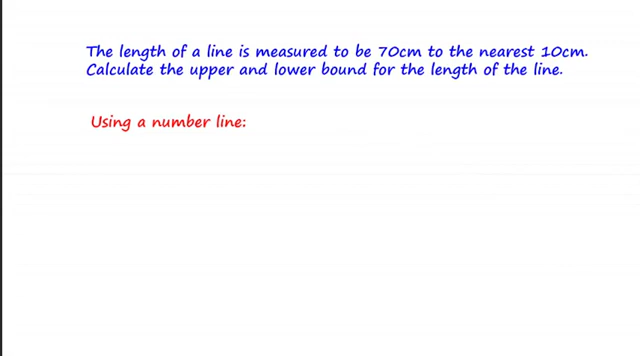 The length of a line is measured to be 70cm to the nearest 10cm.
Calculate the upper and lower bound for the length of the line.
Using a number line: